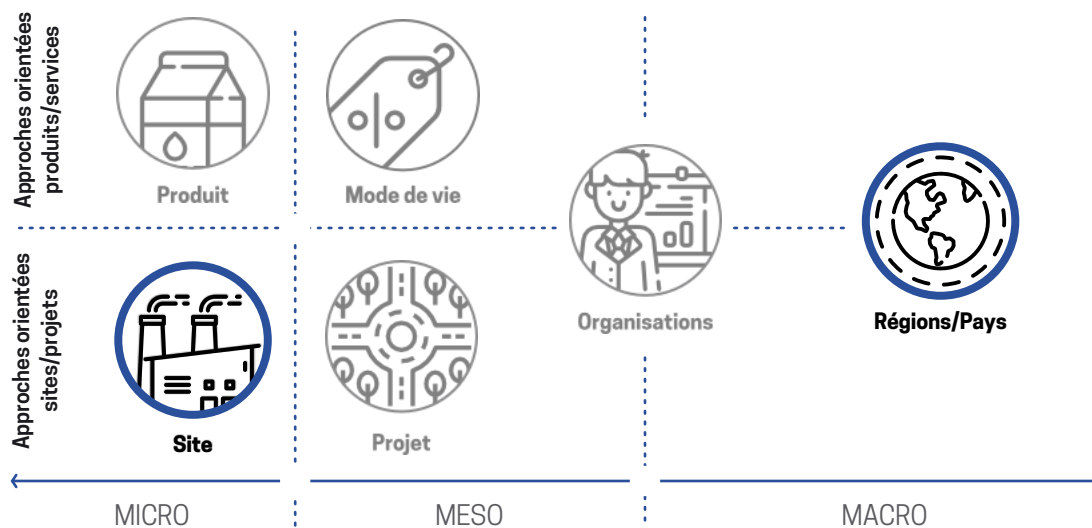 Approches orientées
produits/services
Produit
Mode de vie
Approches orientées
sites/projets
Organisations
Régions/Pays
Site
Projet
MICRO
MESO
MACRO